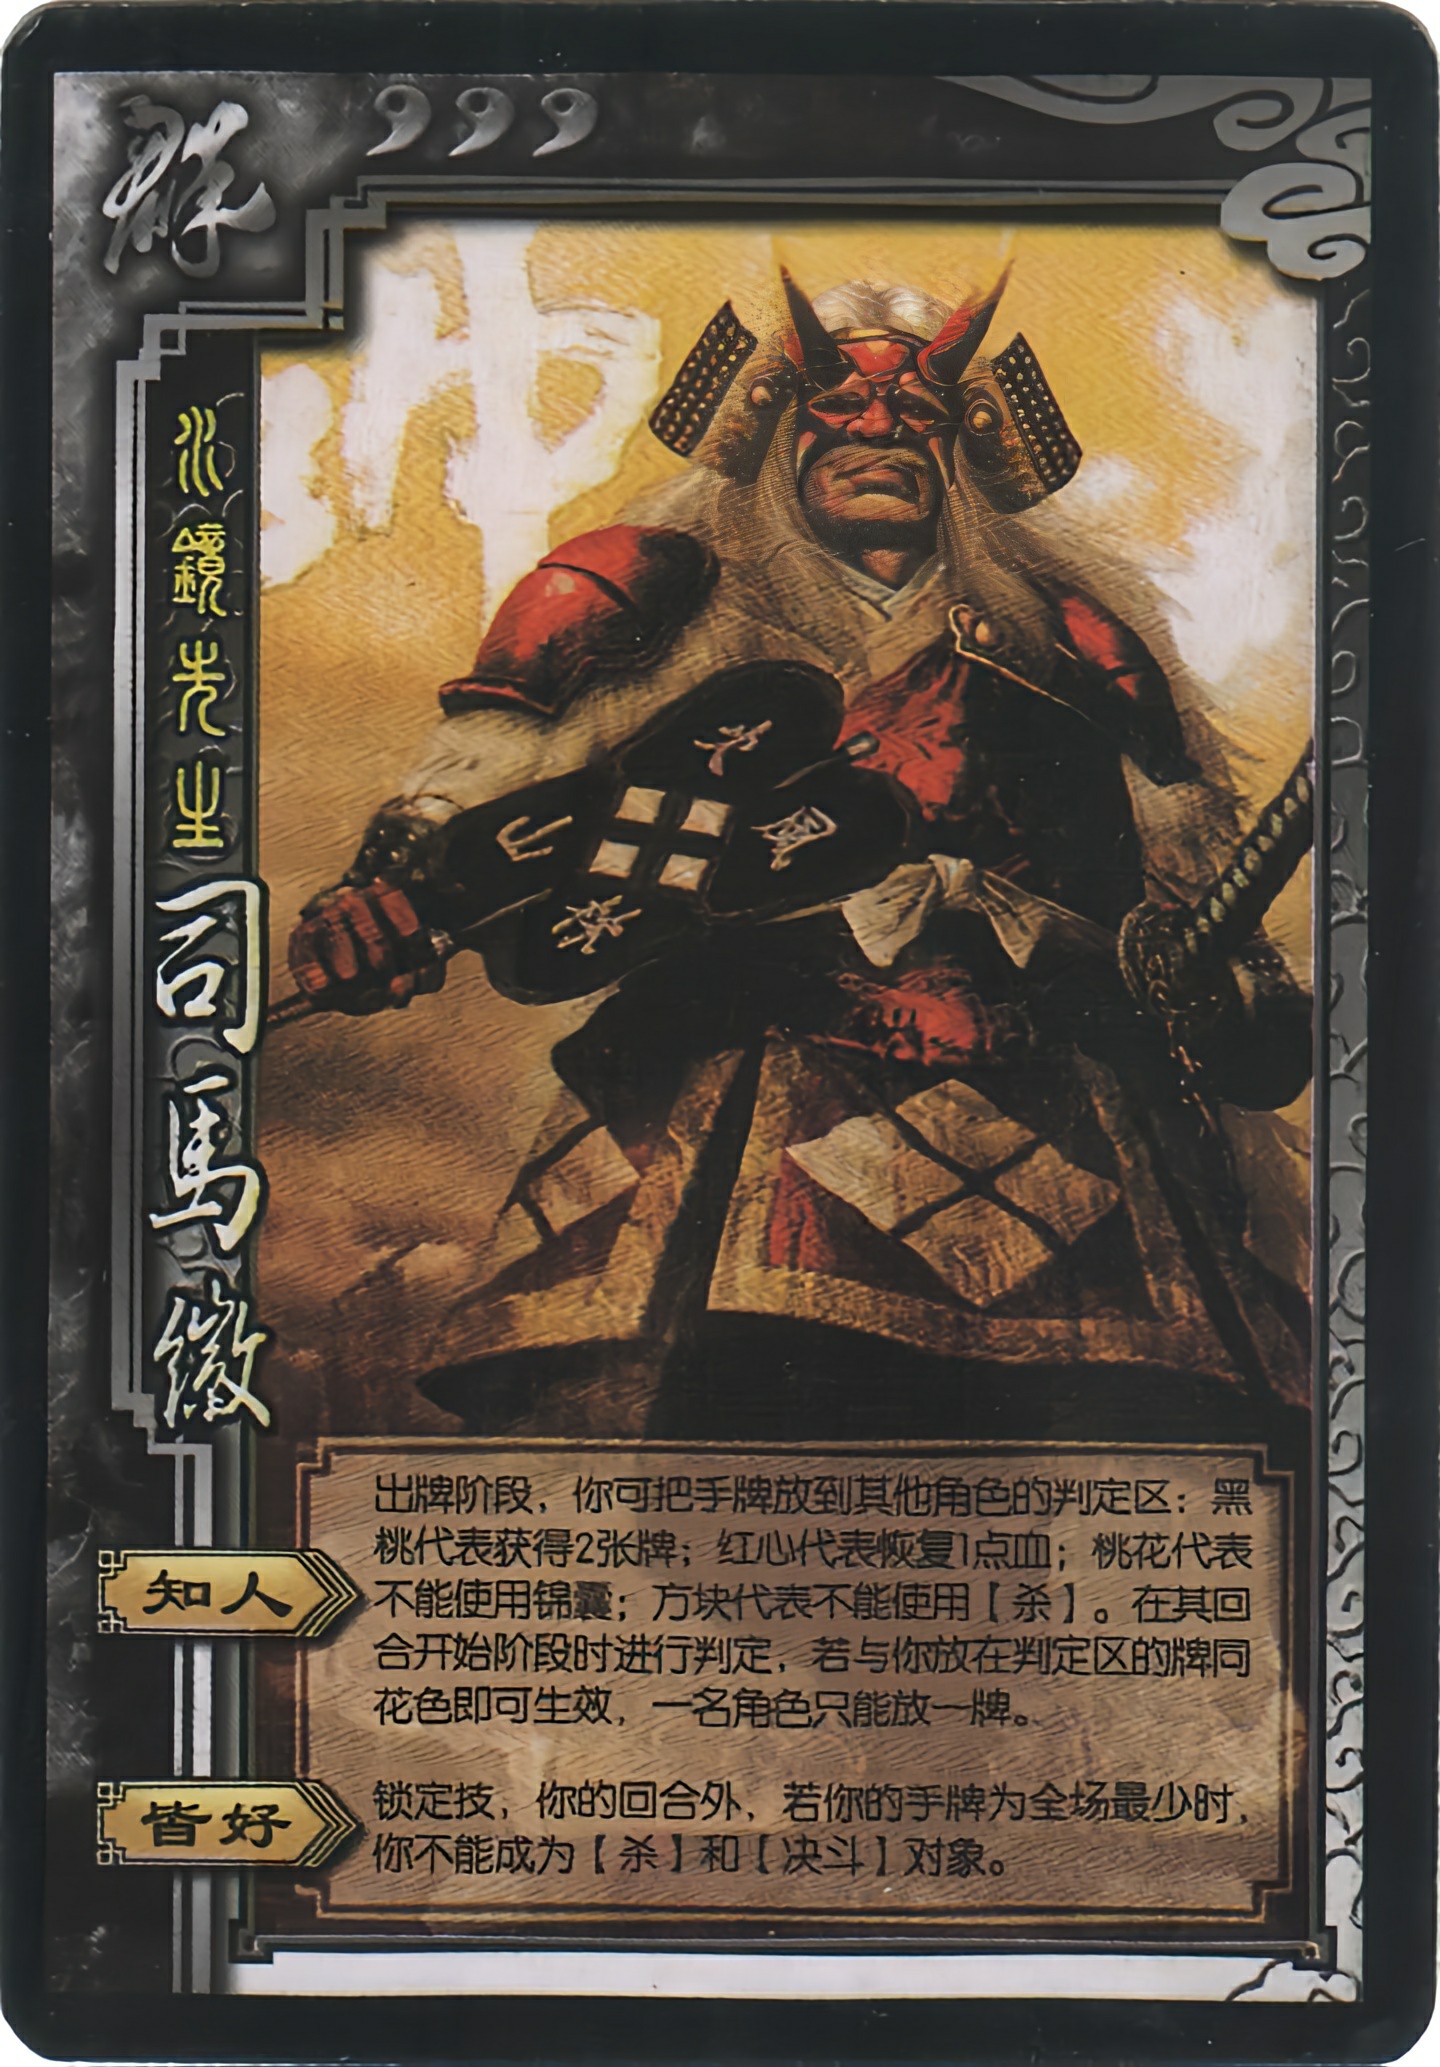 群
水鏡先生
司馬徽
火
風
山
林
知人
出牌阶段，你可把手牌放到其他角色的判定区：黑
桃代表获得2张牌；红心代表恢复1点血；桃花代表
不能使用锦囊；方块代表不能使用【杀】。在其回
合开始阶段时进行判定，若与你放在判定区的牌同
花色即可生效，一名角色只能放一牌。
皆好
锁定技，你的回合外，若你的手牌为全场最少时，
你不能成为【杀】和【决斗】对象。